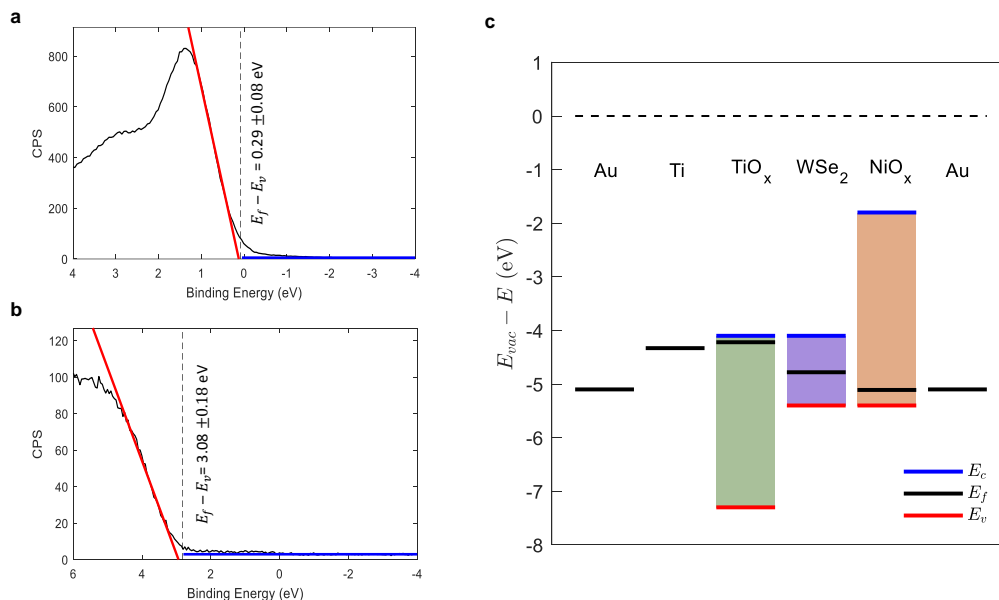 a
800
600
400
200
0
CPS
4
3
2
1
0
-1
-2
-3
-4
Binding Energy (eV)
E_f − E_v = 0.29 ±0.08 eV
b
120
100
80
60
40
20
0
CPS
6
4
2
0
-2
-4
Binding Energy (eV)
E_f − E_v= 3.08 ±0.18 eV
c
1
0
-1
-2
-3
-4
-5
-6
-7
-8
E_vac − E (eV)
Au Ti TiO_x WSe_2 NiO_x Au
E_c
E_f
E_v